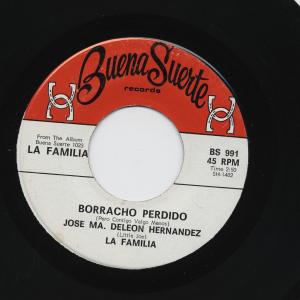 Buena Suerte
records
From The Album
Buena Suerte 1023
LA FAMILIA
BS 991
45 RPM
Time 2:50
BORRACHO PERDIDO
(Pero Contigo Valgo Menos)
JOSE MA. DELEON HERNANDEZ
(Little Joe)
LA FAMILIA